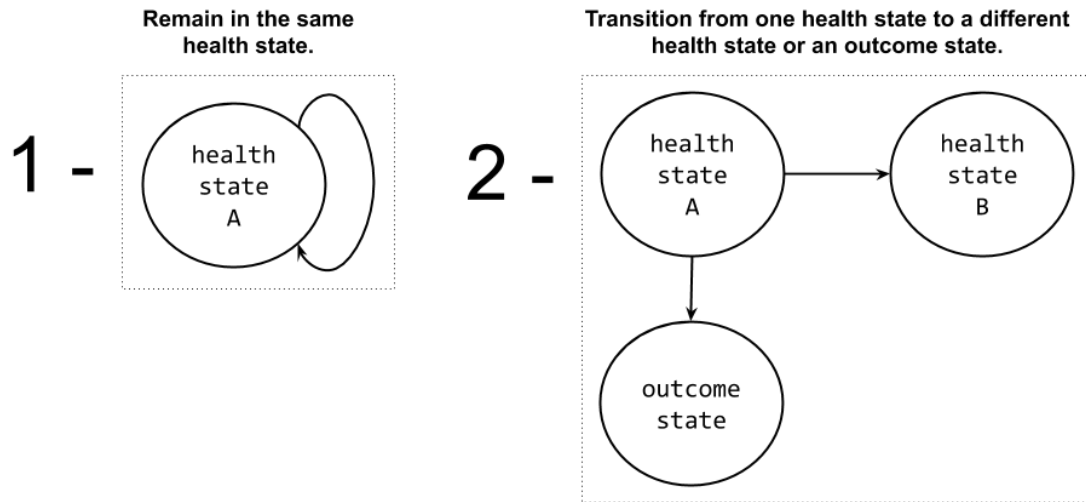 Remain in the same
health state.
1 -
health
state
A
Transition from one health state to a different
health state or an outcome state.
2 -
health
state
A
health
state
B
outcome
state